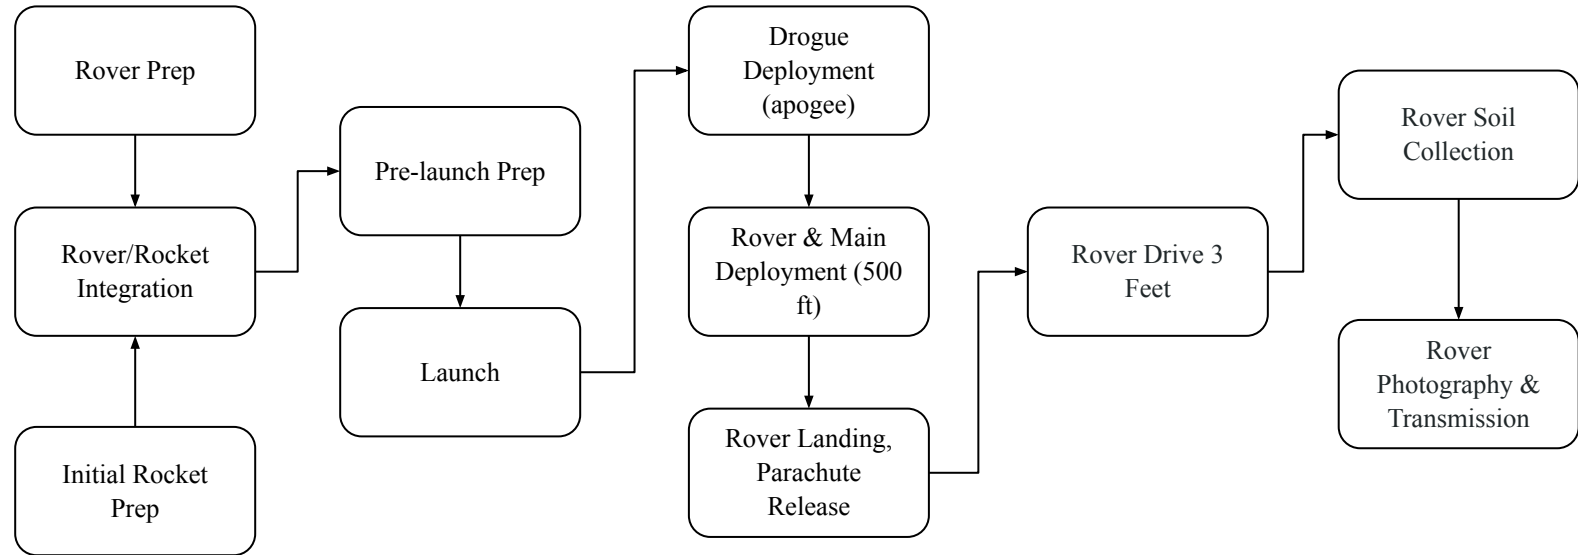 Rover Prep
Rover/Rocket
Integration
Initial Rocket
Prep
Pre-launch Prep
Launch
Drogue
Deployment
(apogee)
Rover & Main
Deployment (500
ft)
Rover Landing,
Parachute
Release
Rover Drive 3
Feet
Rover Soil
Collection
Rover
Photography &
Transmission